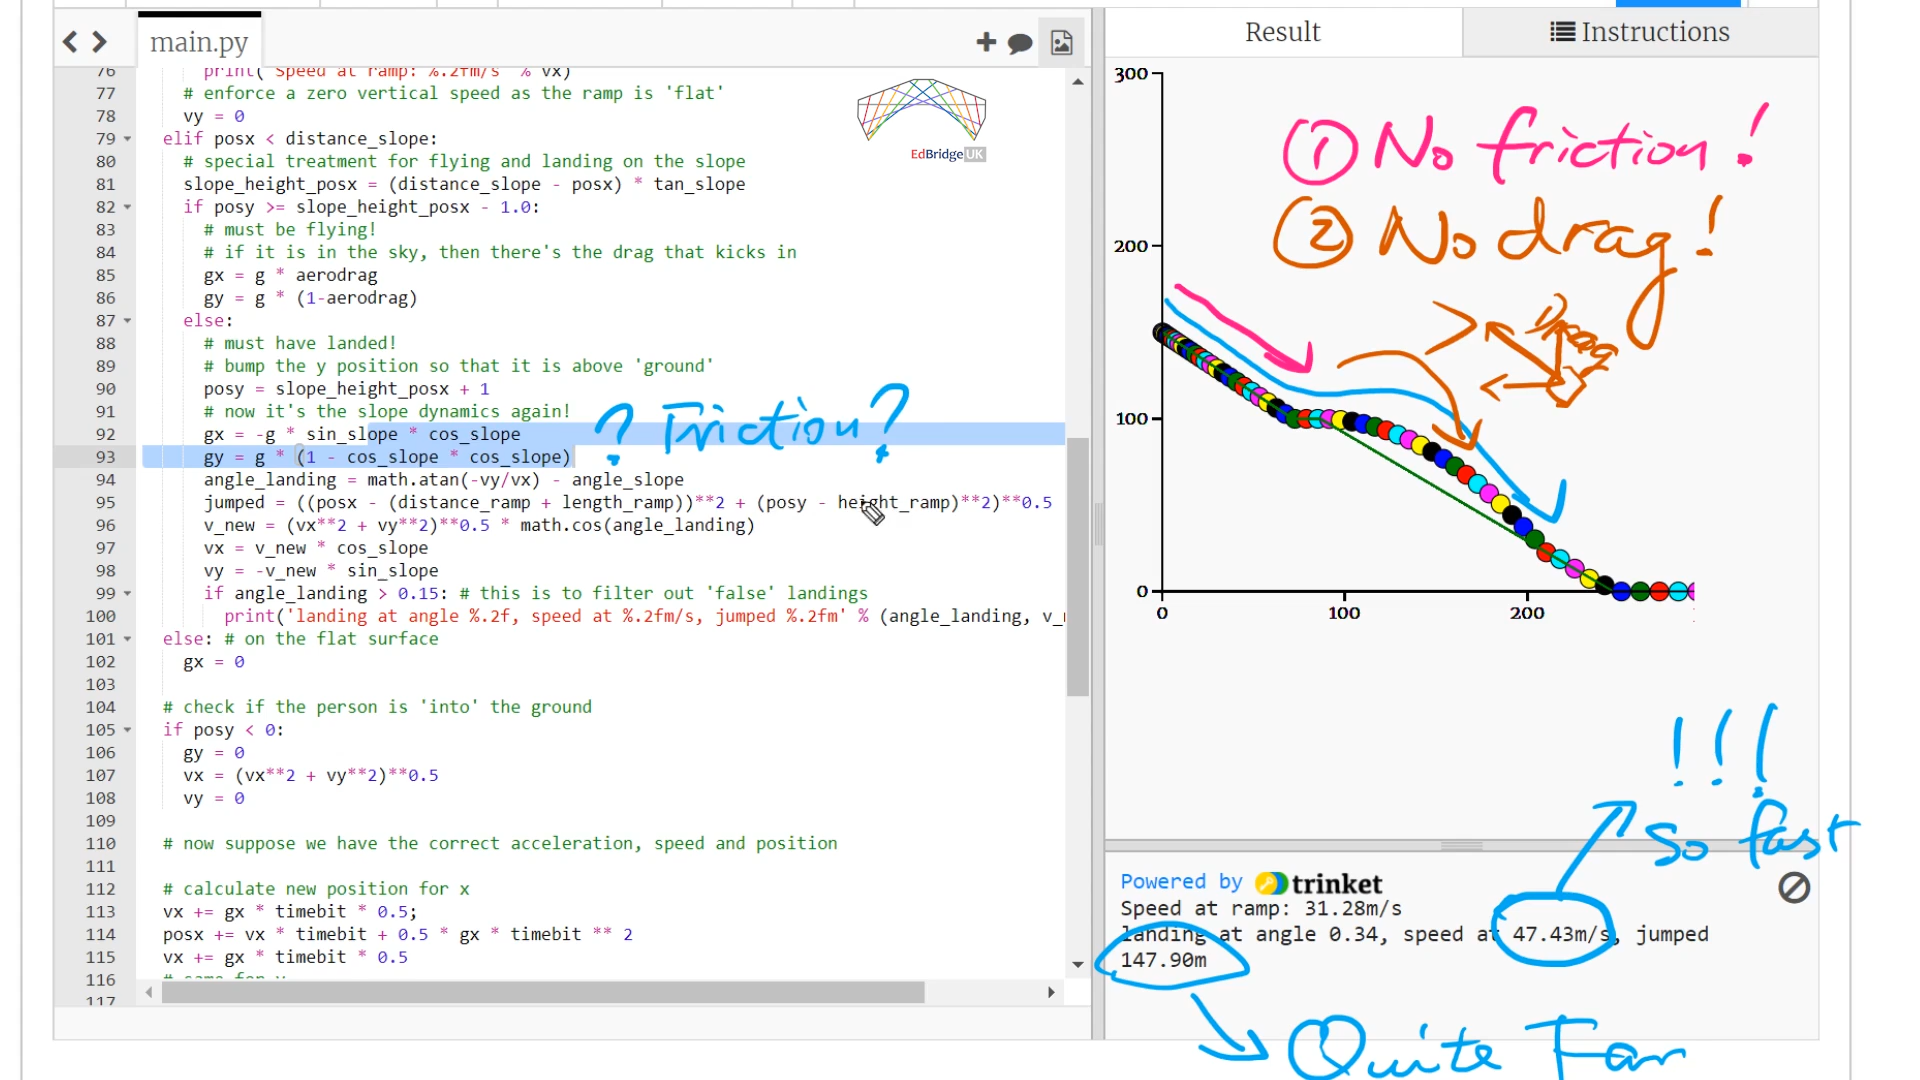 main.py
Result
Instructions
76 print('Speed at ramp: %.2fm/s' % vx)
77 # enforce a zero vertical speed as the ramp is 'flat'
78 vy = 0
79 elif posx < distance_slope:
80 # special treatment for flying and landing on the slope
81 slope_height_posx = (distance_slope - posx) * tan_slope
82 if posy >= slope_height_posx - 1.0:
83 # must be flying!
84 # if it is in the sky, then there's the drag that kicks in
85 gx = g * aerodrag
86 gy = g * (1-aerodrag)
87 else:
88 # must have landed!
89 # bump the y position so that it is above 'ground'
90 posy = slope_height_posx + 1
91 # now it's the slope dynamics again!
92 gx = -g * sin_slope * cos_slope
93 gy = g * (1 - cos_slope * cos_slope)
94 angle_landing = math.atan(-vy/vx) - angle_slope
95 jumped = ((posx - (distance_ramp + length_ramp))**2 + (posy - height_ramp)**2)**0.5
96 v_new = (vx**2 + vy**2)**0.5 * math.cos(angle_landing)
97 vx = v_new * cos_slope
98 vy = -v_new * sin_slope
99 if angle_landing > 0.15: # this is to filter out 'false' landings
100 print('landing at angle %.2f, speed at %.2fm/s, jumped %.2fm' % (angle_landing,
101 else: # on the flat surface
102 gx = 0
103
104 # check if the person is 'into' the ground
105 if posy < 0:
106 gy = 0
107 vx = (vx**2 + vy**2)**0.5
108 vy = 0
109
110 # now suppose we have the correct acceleration, speed and position
111
112 # calculate new position for x
113 vx += gx * timebit * 0.5;
114 posx += vx * timebit + 0.5 * gx * timebit ** 2
115 vx += gx * timebit * 0.5
116
117
EdBridge UK
? Friction?
300
200
100
0
0 100 200
① No friction!
② No drag!
Drag
!!!
So fast
Powered by trinket
Speed at ramp: 31.28m/s
landing at angle 0.34, speed at 47.43m/s, jumped
147.90m
Quite Far